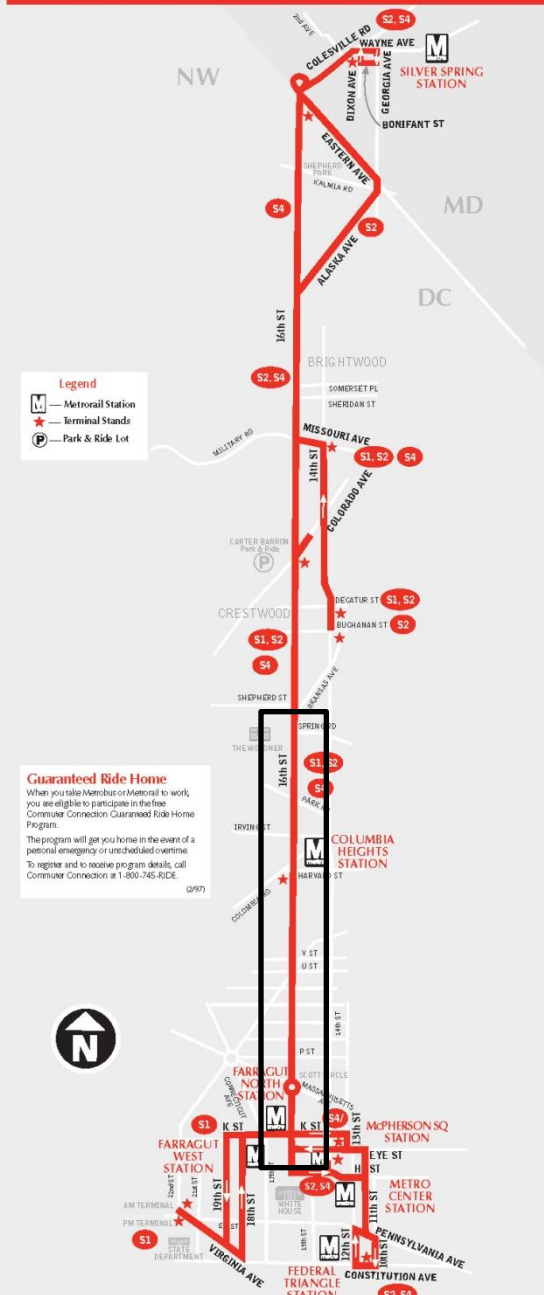 2nd AVE
S2, S4
COLESVILLE RD
WAYNE AVE
M
metro
SILVER SPRING
STATION
DIXON AVE
GEORGIA AVE
BONIFANT ST
NW
EASTERN AVE
SHEPHERD
PARK
KALMIA RD
MD
S4
S2
ALASKA AVE
DC
16th ST
BRIGHTWOOD
S2, S4
SOMERSET PL
SHERIDAN ST
Legend
M — Metrorail Station
— Terminal Stands
P — Park & Ride Lot
MILITARY RD
MISSOURI AVE
S1, S2
S4
14th ST
COLORADO AVE
CARTER BARRON
Park & Ride
P
CRESTWOOD
DECATUR ST
S1, S2
BUCHANAN ST
S2
S1, S2
S4
SHEPHERD ST
SPRING RD
16th ST
S1, S2
S4
Guaranteed Ride Home
When you take Metrobus or Metrorail to work,
you are eligible to participate in the free
Commuter Connection Guaranteed Ride Home
Program.
The program will get you home in the event of a
personal emergency or unscheduled overtime.
To register and to receive program details, call
Commuter Connection at 1-800-745-RIDE.
(2/97)
IRVING ST
M
COLUMBIA
HEIGHTS
STATION
HARVARD ST
COLUMBIA RD
V ST
U ST
14th ST
N
P ST
SCOTT CIRCLE
FARRAGUT
NORTH
STATION
MASSACHUSETTS
CONNECTICUT
AVE
M
S1
K ST
K ST
S4/
13th ST
McPHERSON SQ
STATION
FARRAGUT
WEST
STATION
M
M
EYE ST
H ST
17th ST
S2, S4
METRO
CENTER
STATION
M
22nd ST
21st ST
19th ST
18th ST
WHITE
HOUSE
11th ST
AM TERMINAL
PM TERMINAL
S1
STATE
DEPARTMENT
VIRGINIA AVE
15th ST
12th ST
10th ST
PENNSYLVANIA AVE
M
FEDERAL
TRIANGLE
STATION
CONSTITUTION AVE
S2, S4